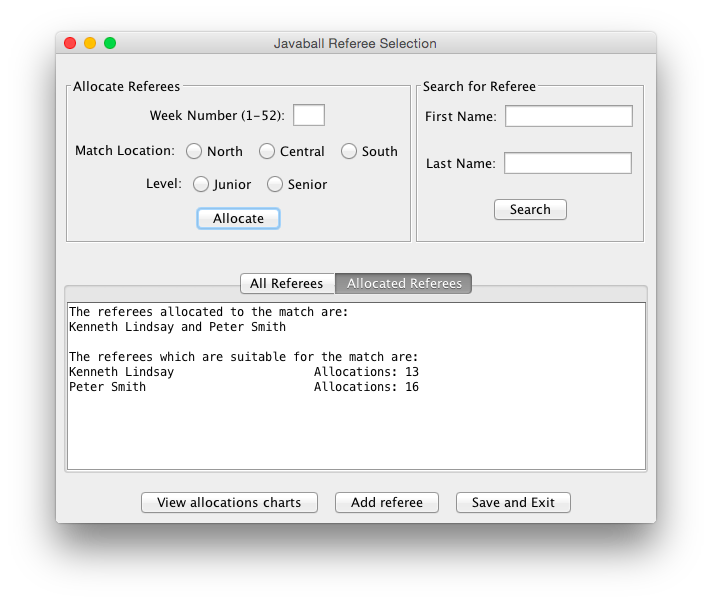 Javaball Referee Selection
Allocate Referees
Week Number (1-52):
Match Location: North Central South
Level: Junior Senior
Allocate
Search for Referee
First Name:
Last Name:
Search
All Referees Allocated Referees
The referees allocated to the match are:
Kenneth Lindsay and Peter Smith
The referees which are suitable for the match are:
Kenneth Lindsay Allocations: 13
Peter Smith Allocations: 16
View allocations charts Add referee Save and Exit